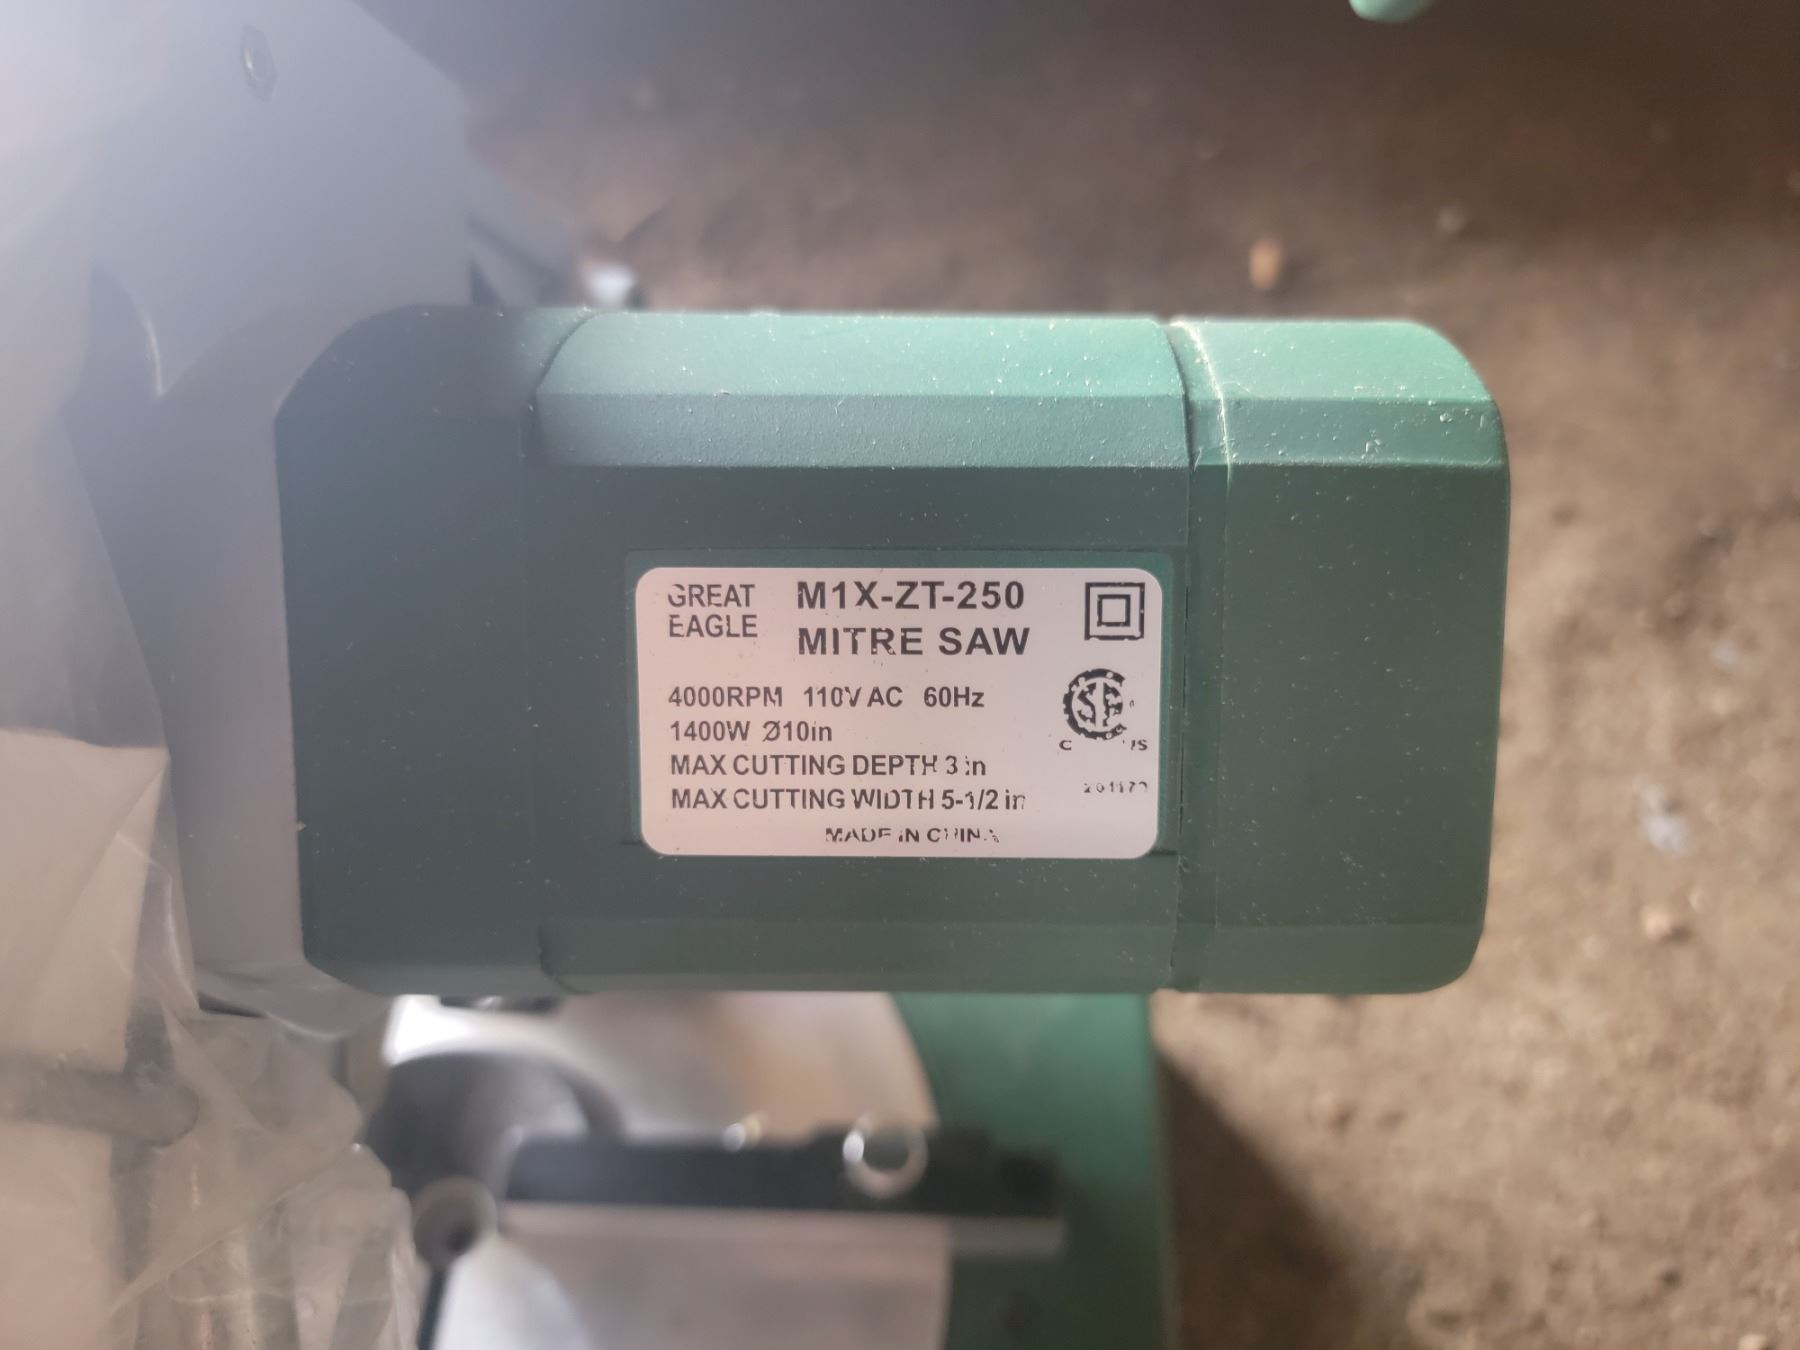 GREAT EAGLE
M1X-ZT-250
MITRE SAW
4000RPM 110V AC 60Hz
1400W Ø10in
MAX CUTTING DEPTH 3 in
MAX CUTTING WIDTH 5-1/2 in
C US
MADE IN CHINA